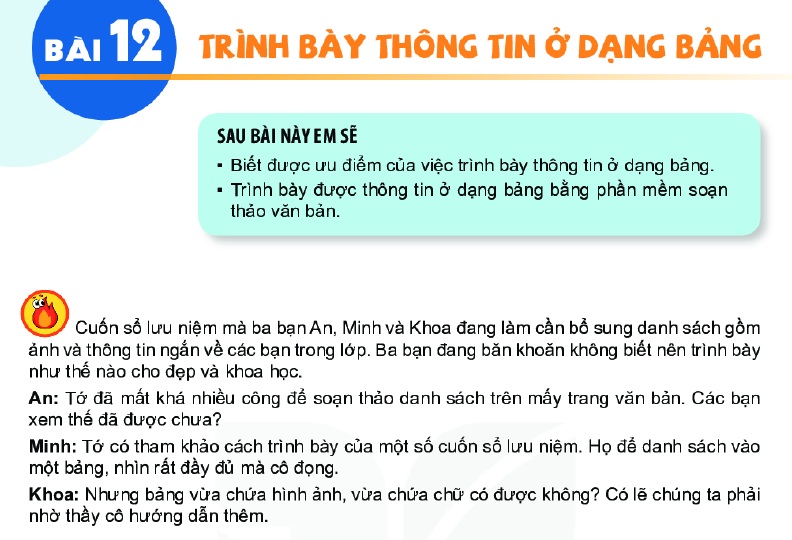 BÀI 12 TRÌNH BÀY THÔNG TIN Ở DẠNG BẢNG
SAU BÀI NÀY EM SẼ
▪ Biết được ưu điểm của việc trình bày thông tin ở dạng bảng.
▪ Trình bày được thông tin ở dạng bảng bằng phần mềm soạn
thảo văn bản.
Cuốn sổ lưu niệm mà ba bạn An, Minh và Khoa đang làm cần bổ sung danh sách gồm
ảnh và thông tin ngắn về các bạn trong lớp. Ba bạn đang băn khoăn không biết nên trình bày
như thế nào cho đẹp và khoa học.
An: Tớ đã mất khá nhiều công để soạn thảo danh sách trên mấy trang văn bản. Các bạn
xem thế đã được chưa?
Minh: Tớ có tham khảo cách trình bày của một số cuốn sổ lưu niệm. Họ để danh sách vào
một bảng, nhìn rất đầy đủ mà cô đọng.
Khoa: Nhưng bảng vừa chứa hình ảnh, vừa chứa chữ có được không? Có lẽ chúng ta phải
nhờ thầy cô hướng dẫn thêm.